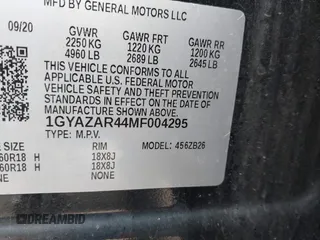 MFD BY GENERAL MOTORS LLC
09/20 GVWR GAWR FRT GAWR RR
2250 KG 1220 KG 1200 KG
4960 LB 2689 LB 2645 LB
THIS VEHICLE CONFORMS TO ALL APPLICABLE U.S.
FEDERAL MOTOR VEHICLE SAFETY, BUMPER, AND
THEFT PREVENTION STANDARDS IN EFFECT ON THE
DATE OF MANUFACTURE SHOWN ABOVE.
1GYAZAR44MF004295
TYPE: M.P.V. MODEL: 456ZB26
E SIZE RIM
60R18 H 18X8J
60R18 H 18X8J
NE NONE
DREAMBID